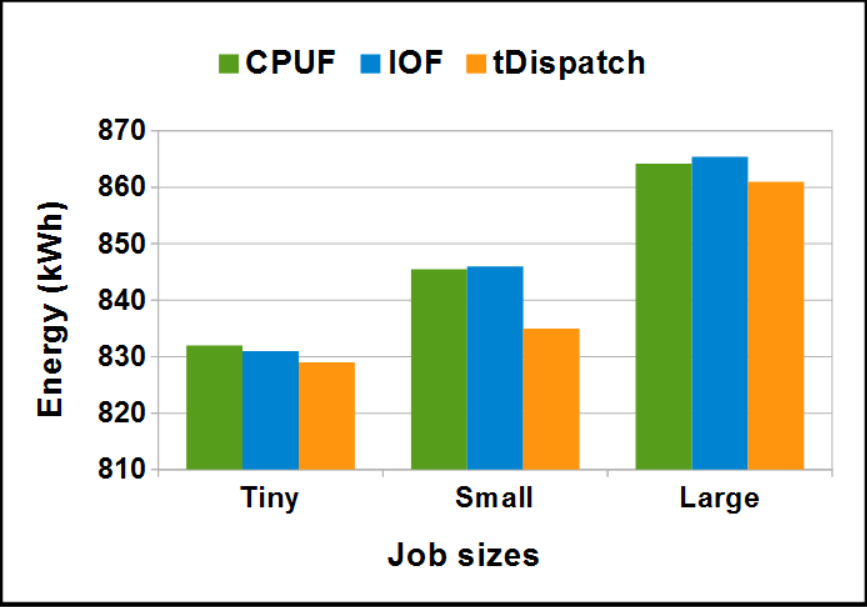 CPUF IOF tDispatch
870
860
850
840
830
820
810
Energy (kWh)
Tiny Small Large
Job sizes